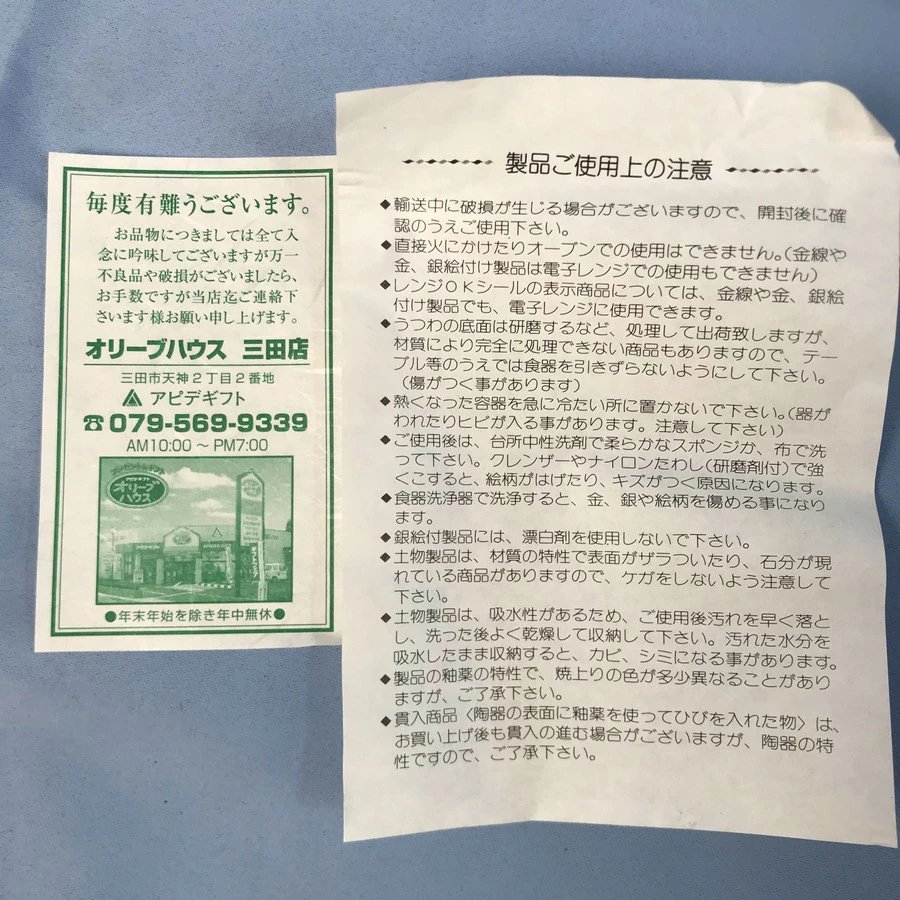 毎度有難うございます。
お品物につきましては全て入
念に吟味してございますが万一
不良品や破損がございましたら、
お手数ですが当店迄ご連絡下
さいます様お願い申し上げます。
オリーブハウス 三田店
三田市天神2丁目2番地
アピデギフト
☎079-569-9339
AM10:00～PM7:00
オリーブ
ハウス
●年末年始を除き年中無休●
製品ご使用上の注意
◆輸送中に破損が生じる場合がございますので、開封後に確
認のうえご使用下さい。
◆直接火にかけたりオーブンでの使用はできません。(金線や
金、銀絵付け製品は電子レンジでの使用もできません)
◆レンジOKシールの表示商品については、金線や金、銀絵
付け製品でも、電子レンジに使用できます。
◆うつわの底面は研磨するなど、処理して出荷致しますが、
材質により完全に処理できない商品もありますので、テー
ブル等のうえでは食器を引きずらないようにして下さい。
(傷がつく事があります)
◆熱くなった容器を急に冷たい所に置かないで下さい。(器が
われたりヒビが入る事があります。注意して下さい)
◆ご使用後は、台所中性洗剤で柔らかなスポンジか、布で洗
って下さい。クレンザーやナイロンたわし(研磨剤付)で強
くこすると、絵柄がはげたり、キズがつく原因になります。
◆食器洗浄器で洗浄すると、金、銀や絵柄を傷める事になり
ます。
◆銀絵付製品には、漂白剤を使用しないで下さい。
◆土物製品は、材質の特性で表面がザラついたり、石分が現
れている商品がありますので、ケガをしないよう注意して
下さい。
◆土物製品は、吸水性があるため、ご使用後汚れを早く落と
し、洗った後よく乾燥して収納して下さい。汚れた水分を
吸水したまま収納すると、カビ、シミになる事があります。
◆製品の釉薬の特性で、焼上りの色が多少異なることがあり
ますが、ご了承下さい。
◆貫入商品〈陶器の表面に釉薬を使ってひびを入れた物〉は、
お買い上げ後も貫入の進む場合がございますが、陶器の特
性ですので、ご了承下さい。